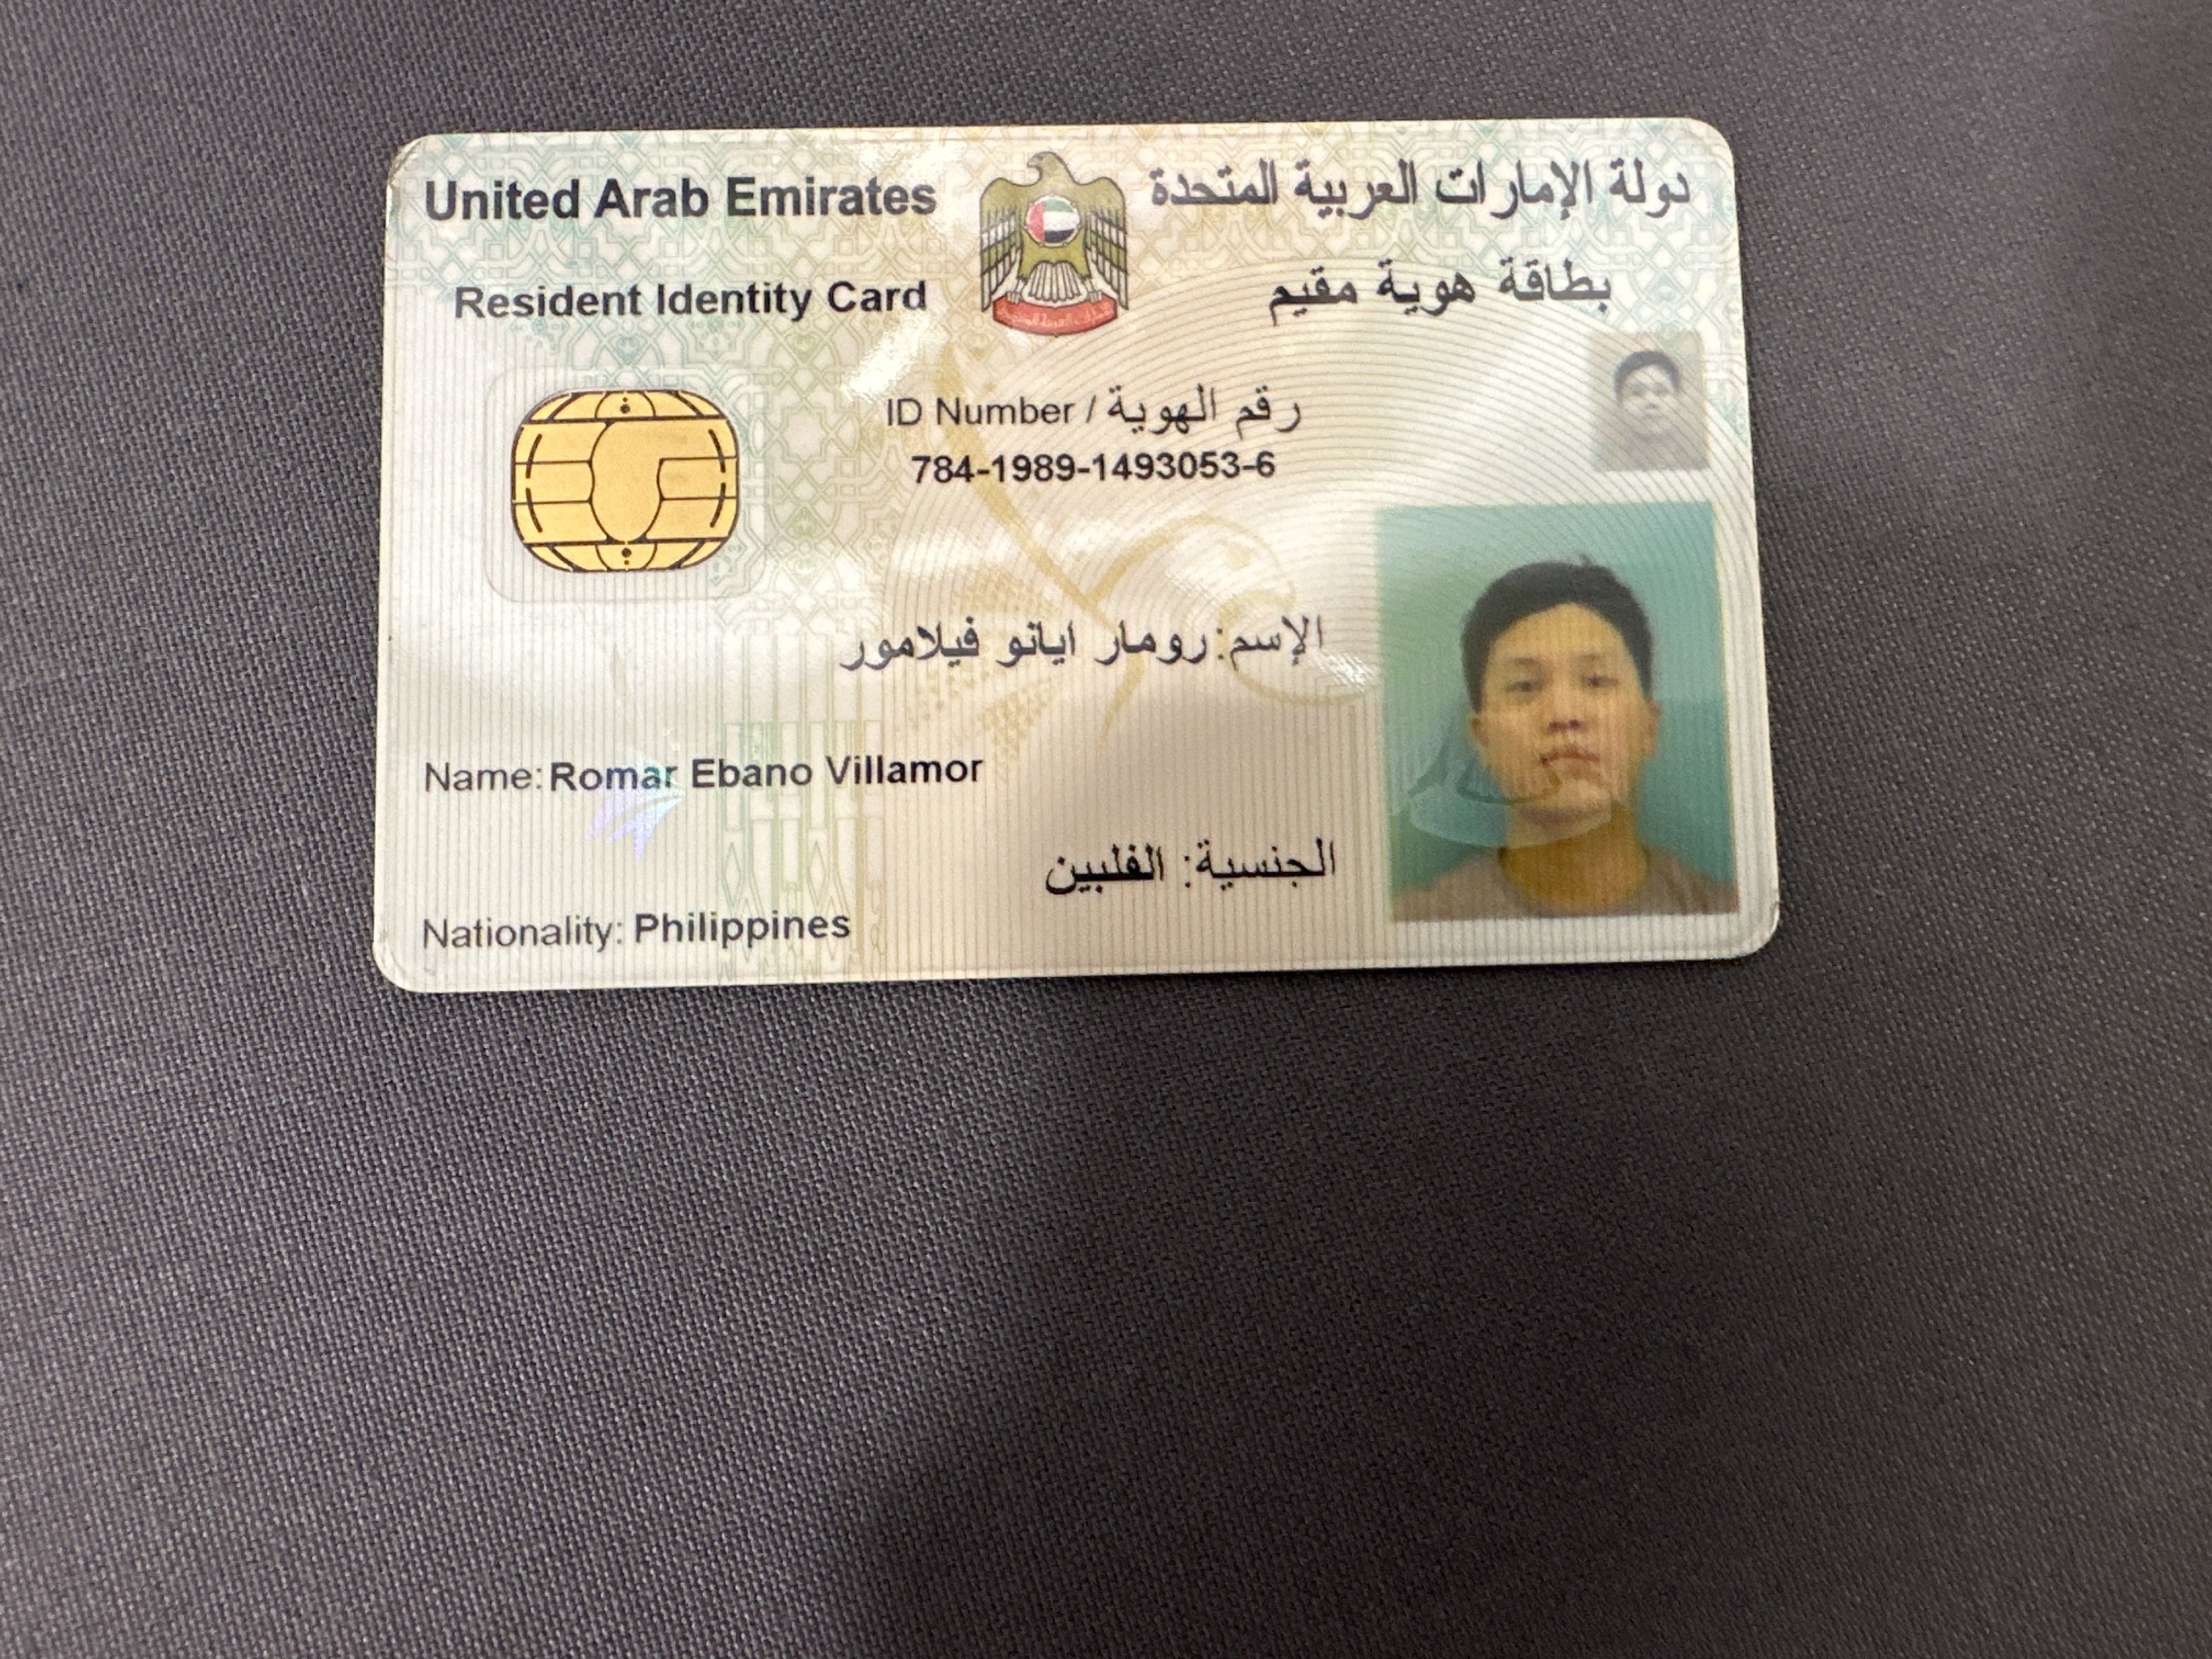 United Arab Emirates
دولة الإمارات العربية المتحدة
Resident Identity Card
بطاقة هوية مقيم
ID Number / رقم الهوية
784-1989-1493053-6
الإسم: رومار ايانو فيلامور
Name: Romar Ebano Villamor
الجنسية: الفلبين
Nationality: Philippines